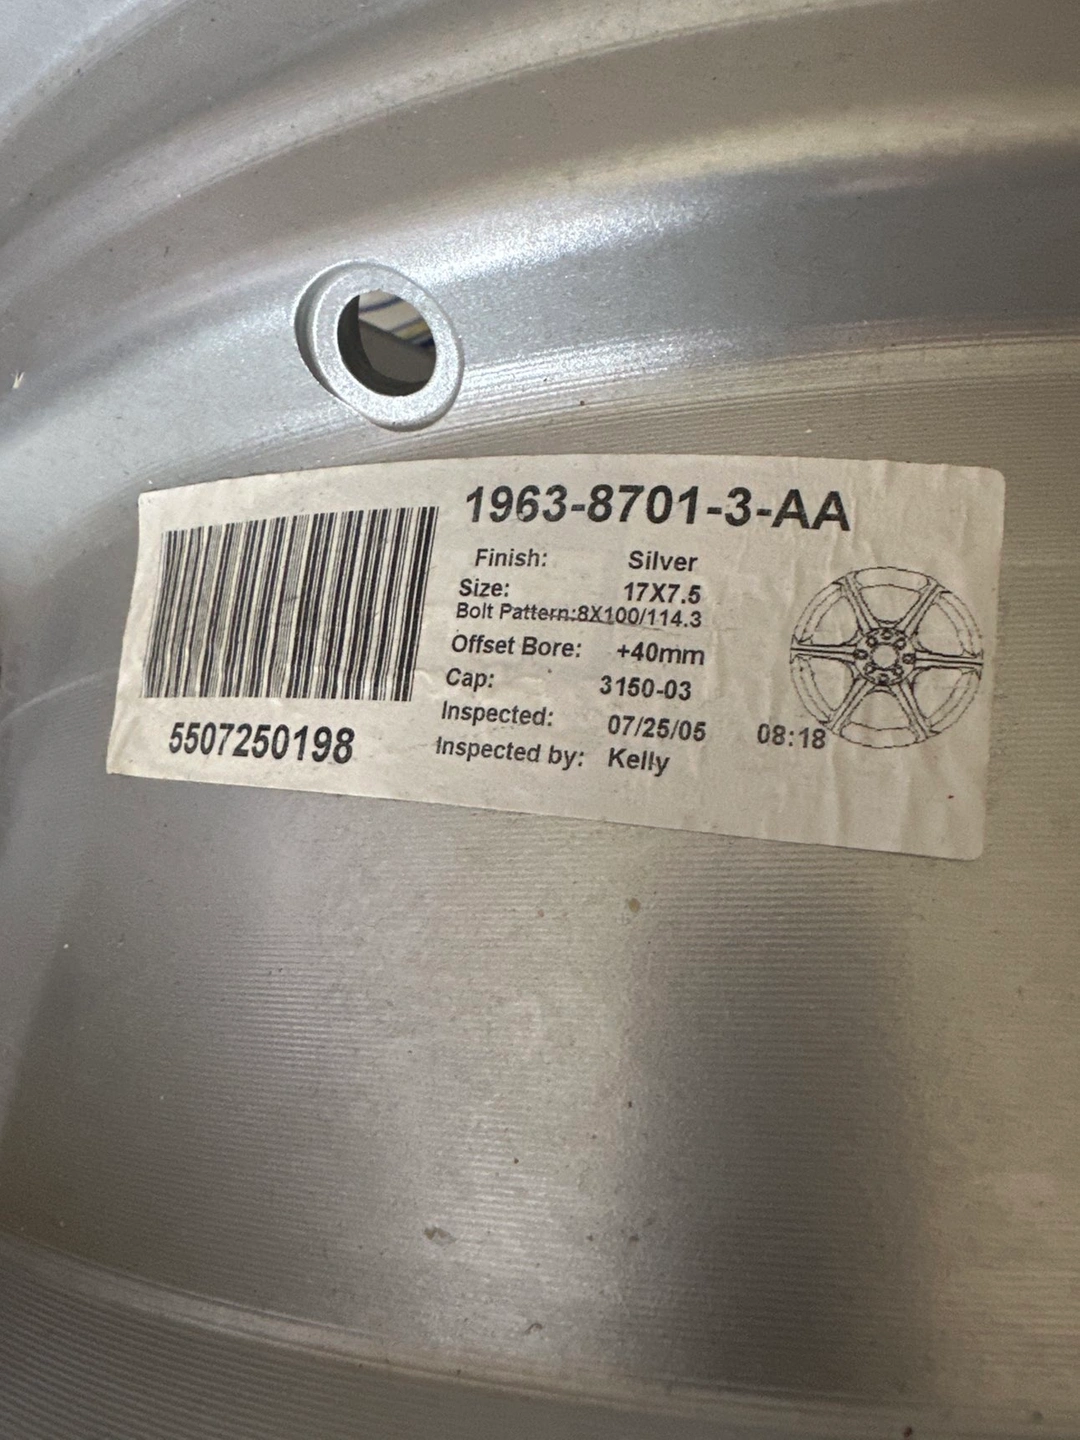 1963-8701-3-AA
Finish: Silver
Size: 17X7.5
Bolt Pattern:8X100/114.3
Offset Bore: +40mm
Cap: 3150-03
Inspected: 07/25/05 08:18
Inspected by: Kelly
5507250198